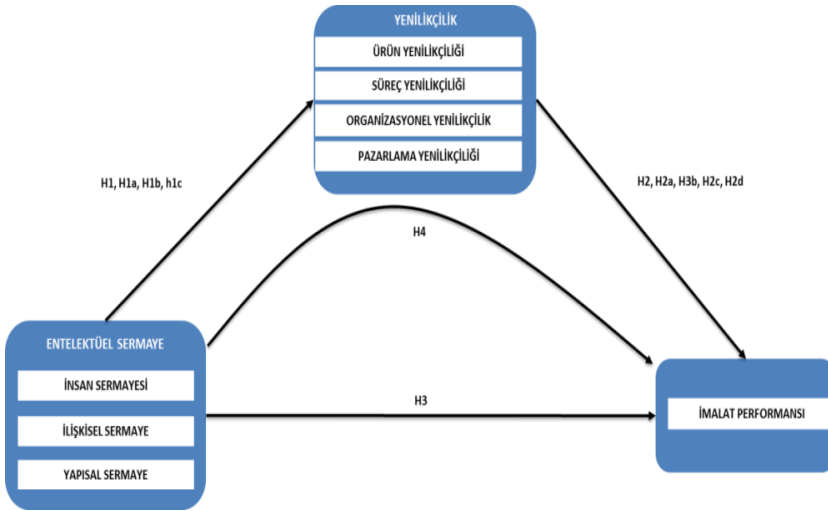 YENİLİKÇİLİK
ÜRÜN YENİLİKÇİLİĞİ
SÜREÇ YENİLİKÇİLİĞİ
ORGANİZASYONEL YENİLİKÇİLİK
PAZARLAMA YENİLİKÇİLİĞİ
H1, H1a, H1b, h1c
H2, H2a, H3b, H2c, H2d
H4
ENTELEKTÜEL SERMAYE
İNSAN SERMAYESİ
İLİŞKİSEL SERMAYE
YAPISAL SERMAYE
H3
İMALAT PERFORMANSI